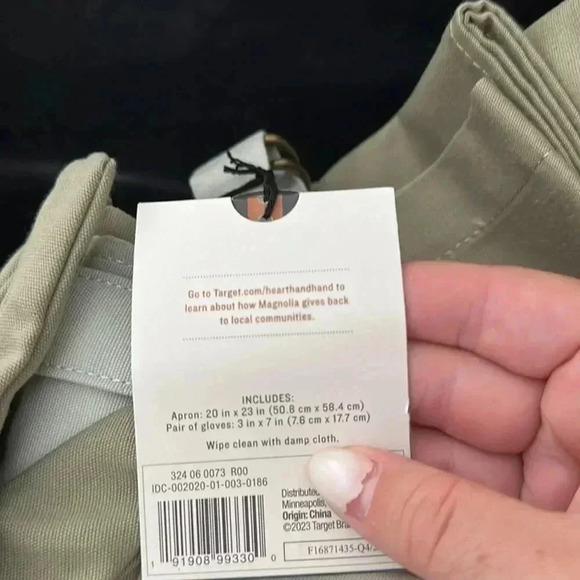 Go to Target.com/hearthandhand to
learn about how Magnolia gives back
to local communities.
INCLUDES:
Apron: 20 in x 23 in (50.8 cm x 58.4 cm)
Pair of gloves: 3 in x 7 in (7.6 cm x 17.7 cm)
Wipe clean with damp cloth.
324 06 0073 R00
IDC-002020-01-003-0186
1 91908 99330 0
Distributed
Minneapolis,
Origin: China
©2023 Target
F16871435-Q4/